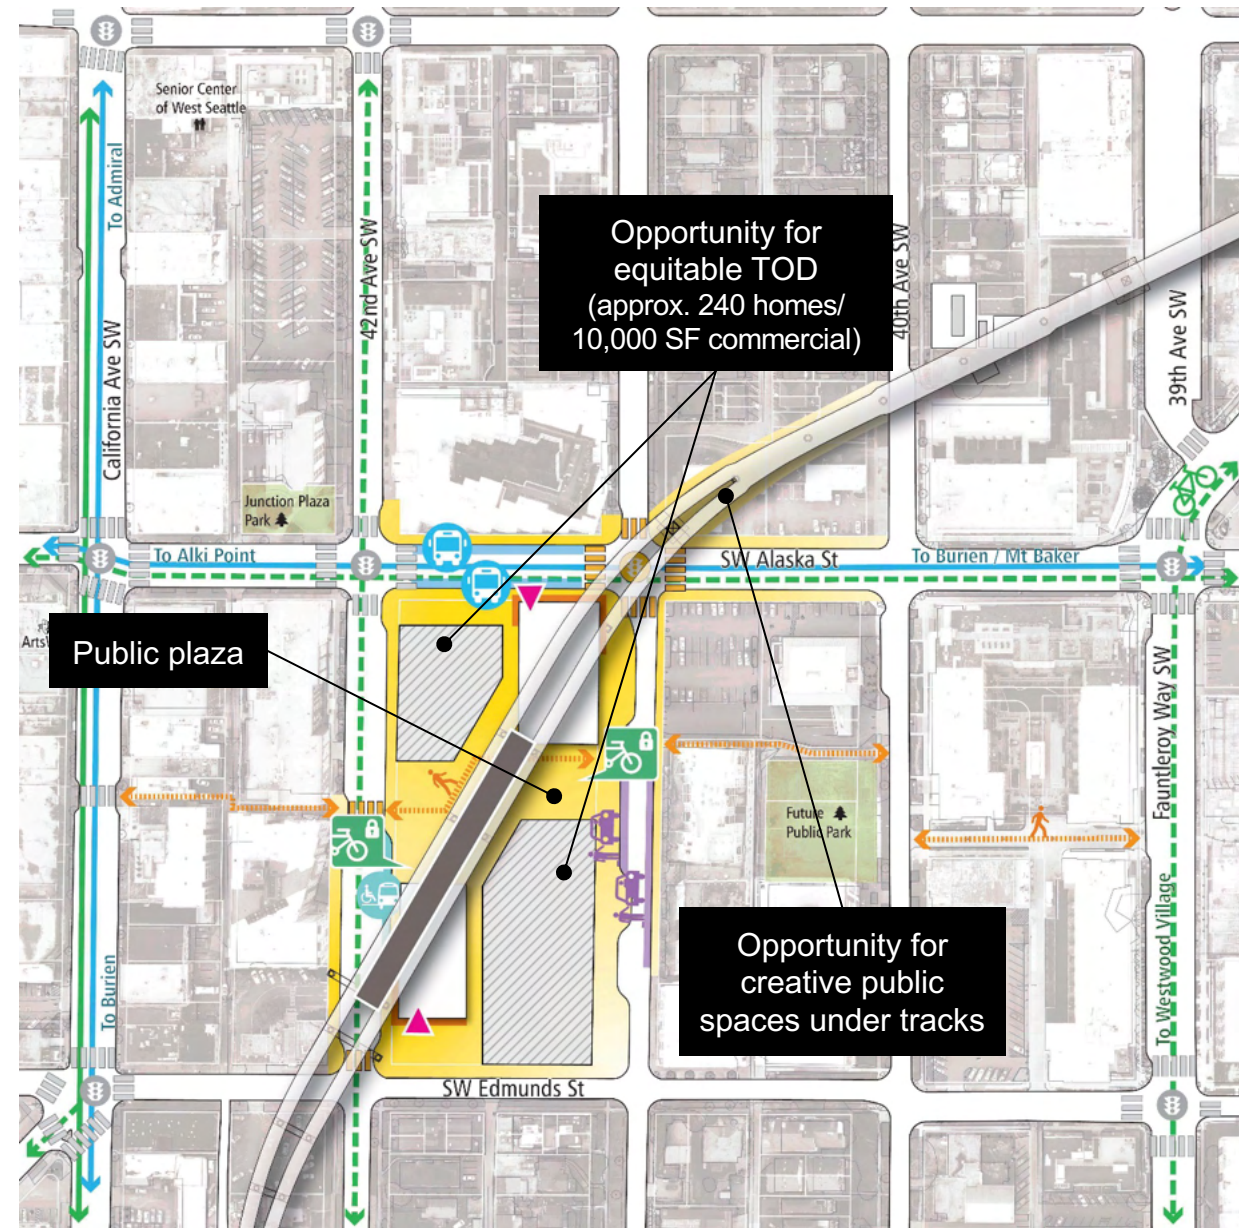 Senior Center
of West Seattle
To Admiral
California Ave SW
42nd Ave SW
Opportunity for
equitable TOD
(approx. 240 homes/
10,000 SF commercial)
40th Ave SW
39th Ave SW
Junction Plaza
Park
To Alki Point
SW Alaska St
To Burien / Mt Baker
Public plaza
Fauntleroy Way SW
Future
Public Park
Opportunity for
creative public
spaces under tracks
To Westwood Village
To Burien
SW Edmunds St